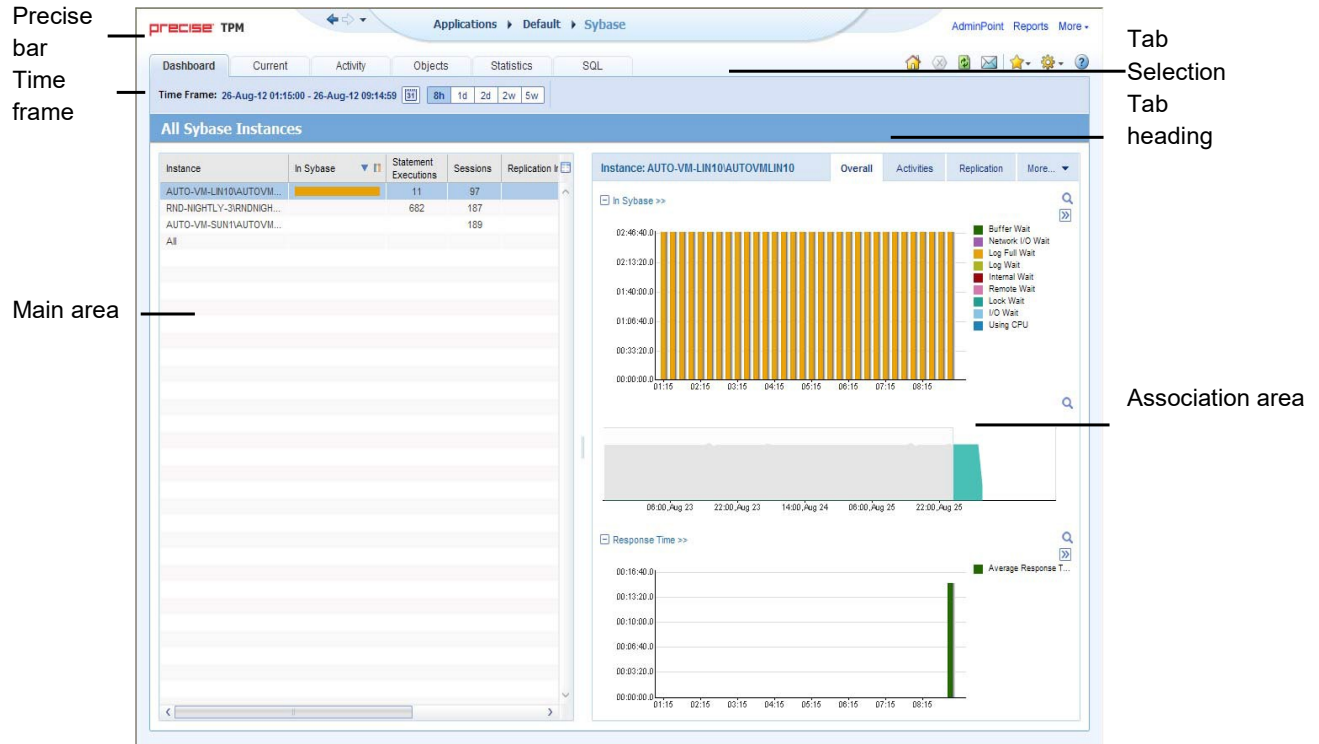 Precise
bar
Time
frame
Main area
Tab
Selection
Tab
heading
Association area
precise TPM
Applications Default Sybase
AdminPoint Reports More
Dashboard Current Activity Objects Statistics SQL
Time Frame: 26-Aug-12 01:15:00 - 26-Aug-12 09:14:59 31 8h 1d 2d 2w 5w
All Sybase Instances
Instance In Sybase Statement Executions Sessions Replication Ir
AUTO-VM-LIN10\AUTOVM... 11 97
RND-NIGHTLY-3\RNDNIGH... 682 187
AUTO-VM-SUN1\AUTOVM... 189
All
Instance: AUTO-VM-LIN10\AUTOVMLIN10 Overall Activities Replication More...
In Sybase >>
02:46:40.0
02:13:20.0
01:40:00.0
01:06:40.0
00:33:20.0
00:00:00.0
01:15 02:15 03:15 04:15 05:15 06:15 07:15 08:15
Buffer Wait
Network I/O Wait
Log Full Wait
Log Wait
Internal Wait
Remote Wait
Lock Wait
I/O Wait
Using CPU
06:00,Aug 23 22:00,Aug 23 14:00,Aug 24 06:00,Aug 25 22:00,Aug 25
Response Time >>
00:16:40.0
00:13:20.0
00:10:00.0
00:06:40.0
00:03:20.0
00:00:00.0
01:15 02:15 03:15 04:15 05:15 06:15 07:15 08:15
Average Response T...